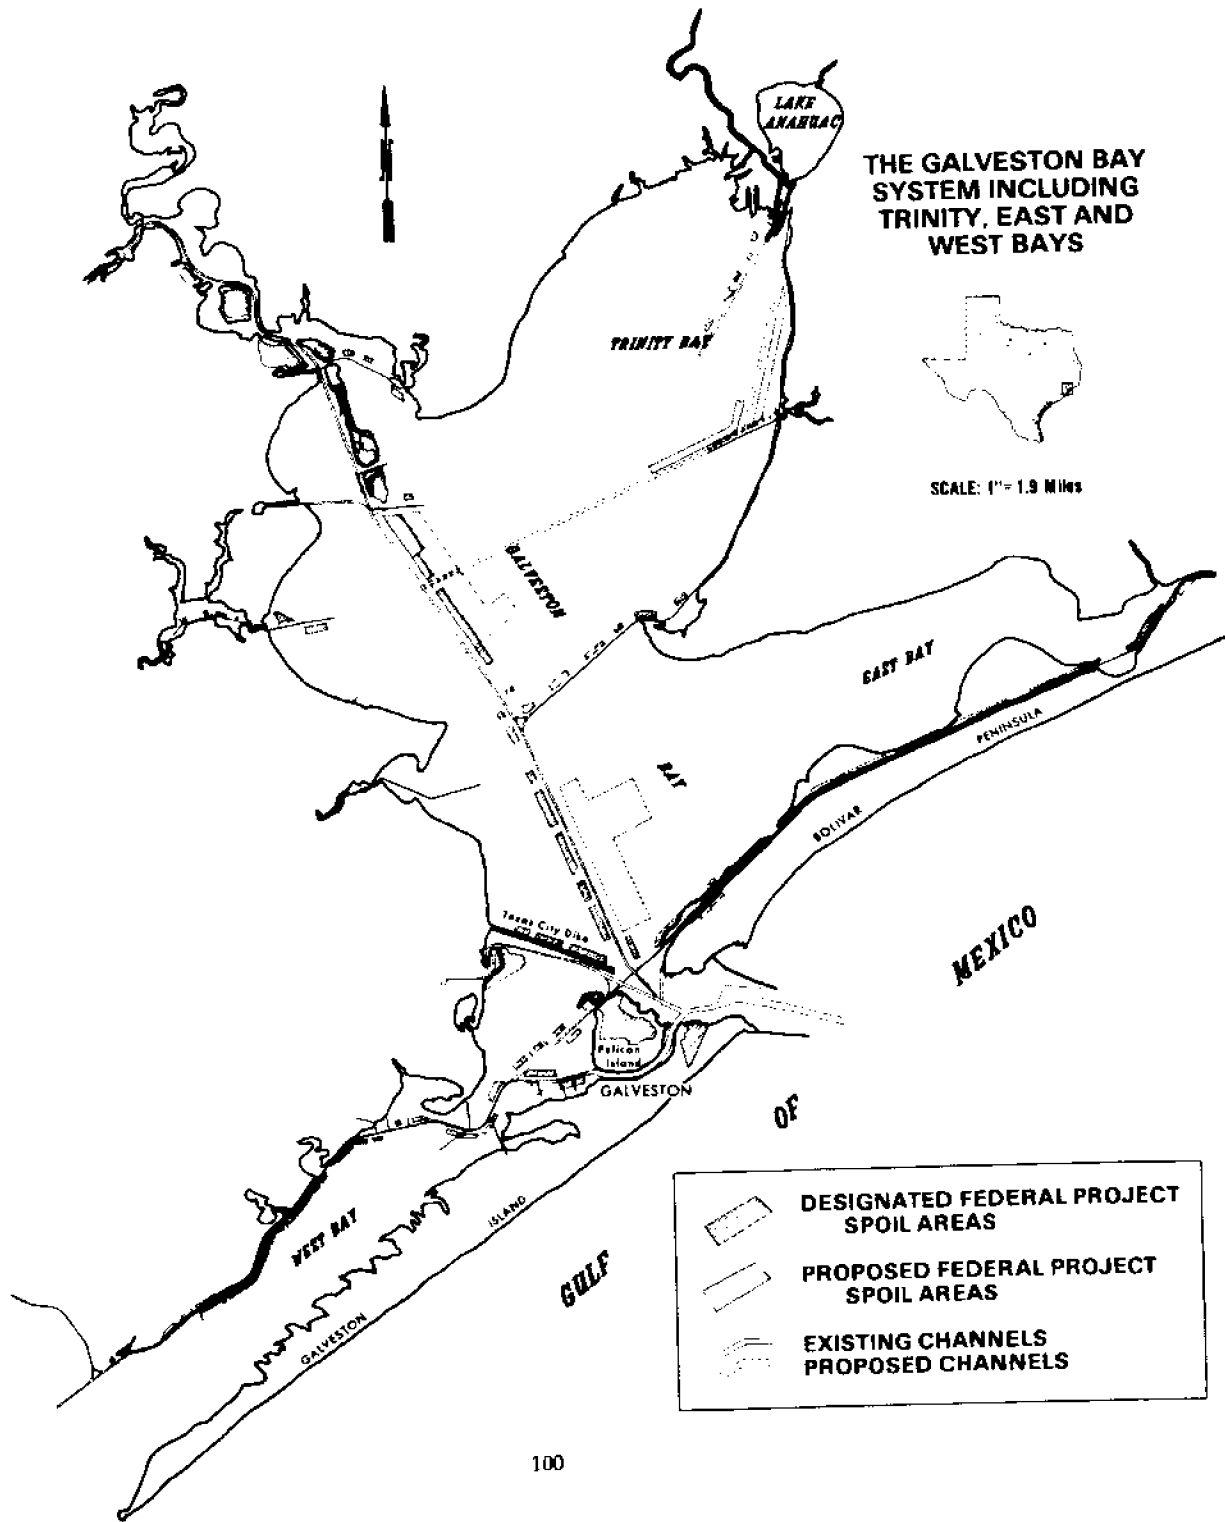 LAKE
ANAHUAC
THE GALVESTON BAY
SYSTEM INCLUDING
TRINITY, EAST AND
WEST BAYS
TRINITY BAY
SCALE: 1"= 1.9 Miles
GALVESTON
BAY
EAST BAY
BOLIVAR
PENINSULA
Texas City Dike
Pelican
Island
GALVESTON
WEST BAY
GALVESTON
ISLAND
GULF
OF
MEXICO
DESIGNATED FEDERAL PROJECT
SPOIL AREAS
PROPOSED FEDERAL PROJECT
SPOIL AREAS
EXISTING CHANNELS
PROPOSED CHANNELS
100